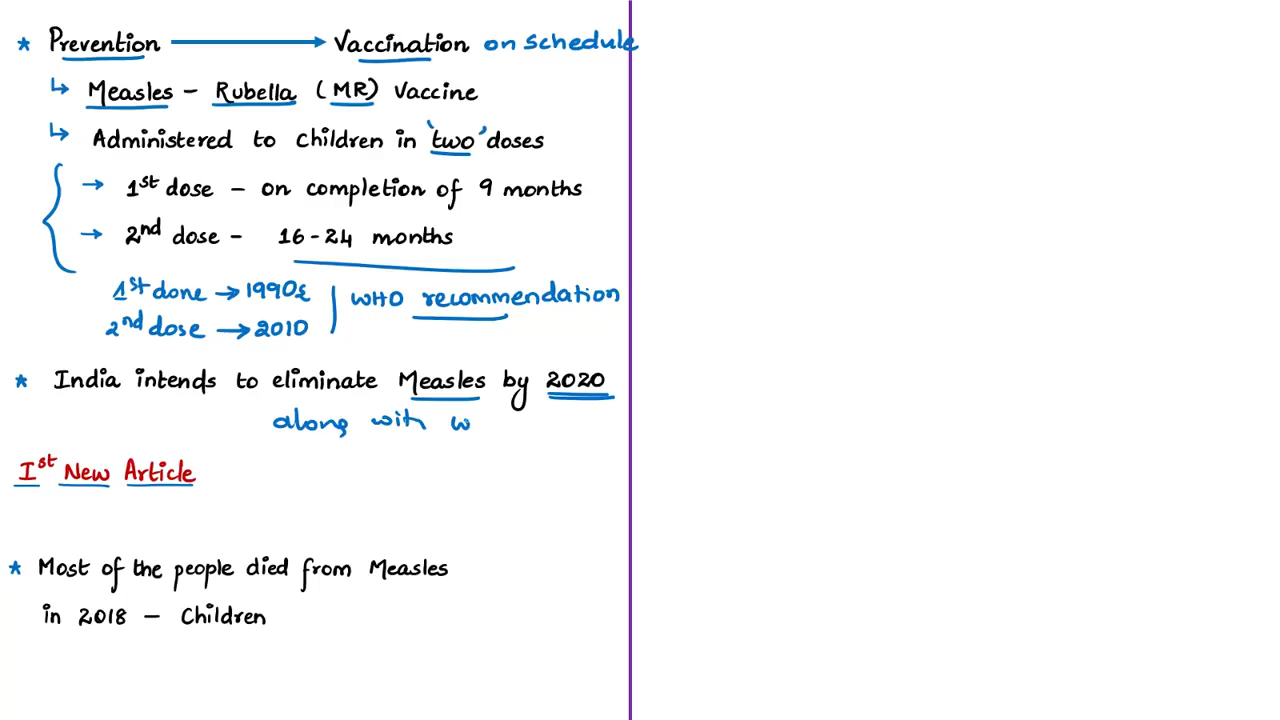 * Prevention → Vaccination on schedule
↳ Measles - Rubella (MR) Vaccine
↳ Administered to Children in 'two' doses
→ 1st dose - on completion of 9 months
→ 2nd dose - 16-24 months
1st done → 1990s
2nd dose → 2010
WHO recommendation
* India intends to eliminate Measles by 2020
along with w
Ist New Article
* Most of the people died from Measles
in 2018 - Children